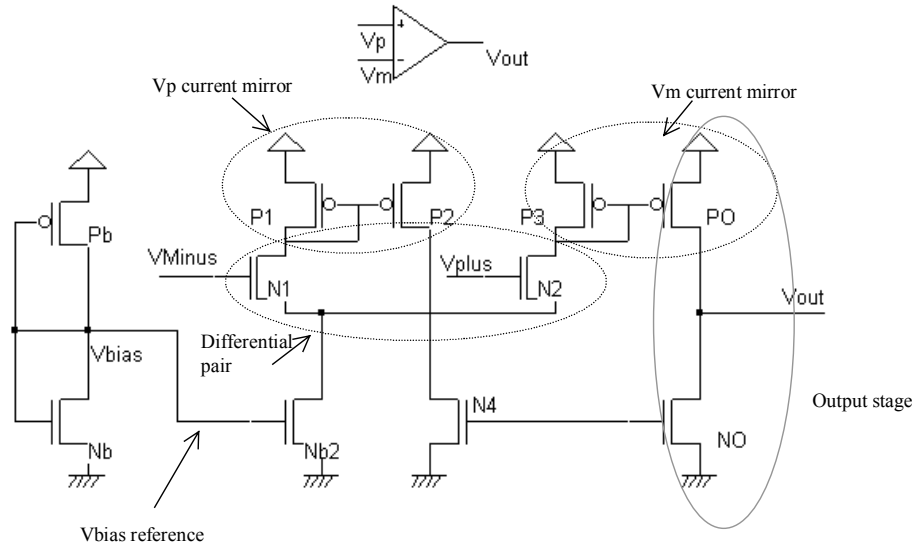 +
Vp
-
Vm
Vout
Vp current mirror
Vm current mirror
P1
P2
P3
PO
Pb
VMinus
Vplus
N1
N2
Vout
Differential
pair
Vbias
N4
Output stage
Nb
Nb2
NO
Vbias reference